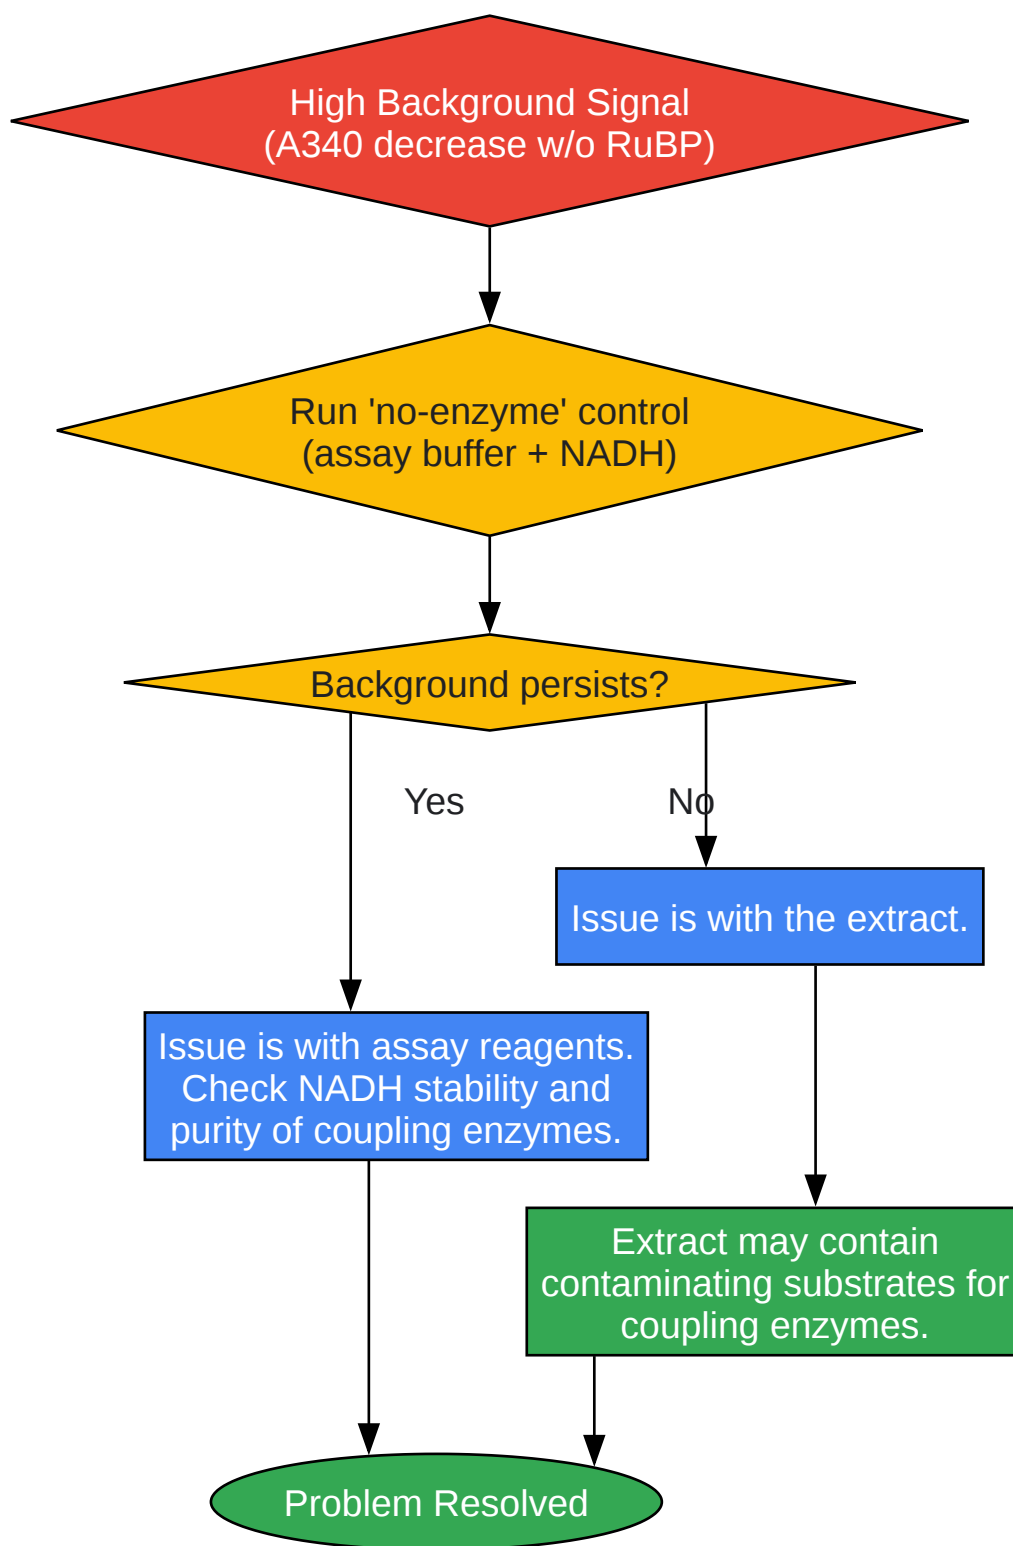 High Background Signal
(A340 decrease w/o RuBP)
Run 'no-enzyme' control
(assay buffer + NADH)
Background persists?
Yes
No
Issue is with the extract.
Issue is with assay reagents.
Check NADH stability and
purity of coupling enzymes.
Extract may contain
contaminating substrates for
coupling enzymes.
Problem Resolved